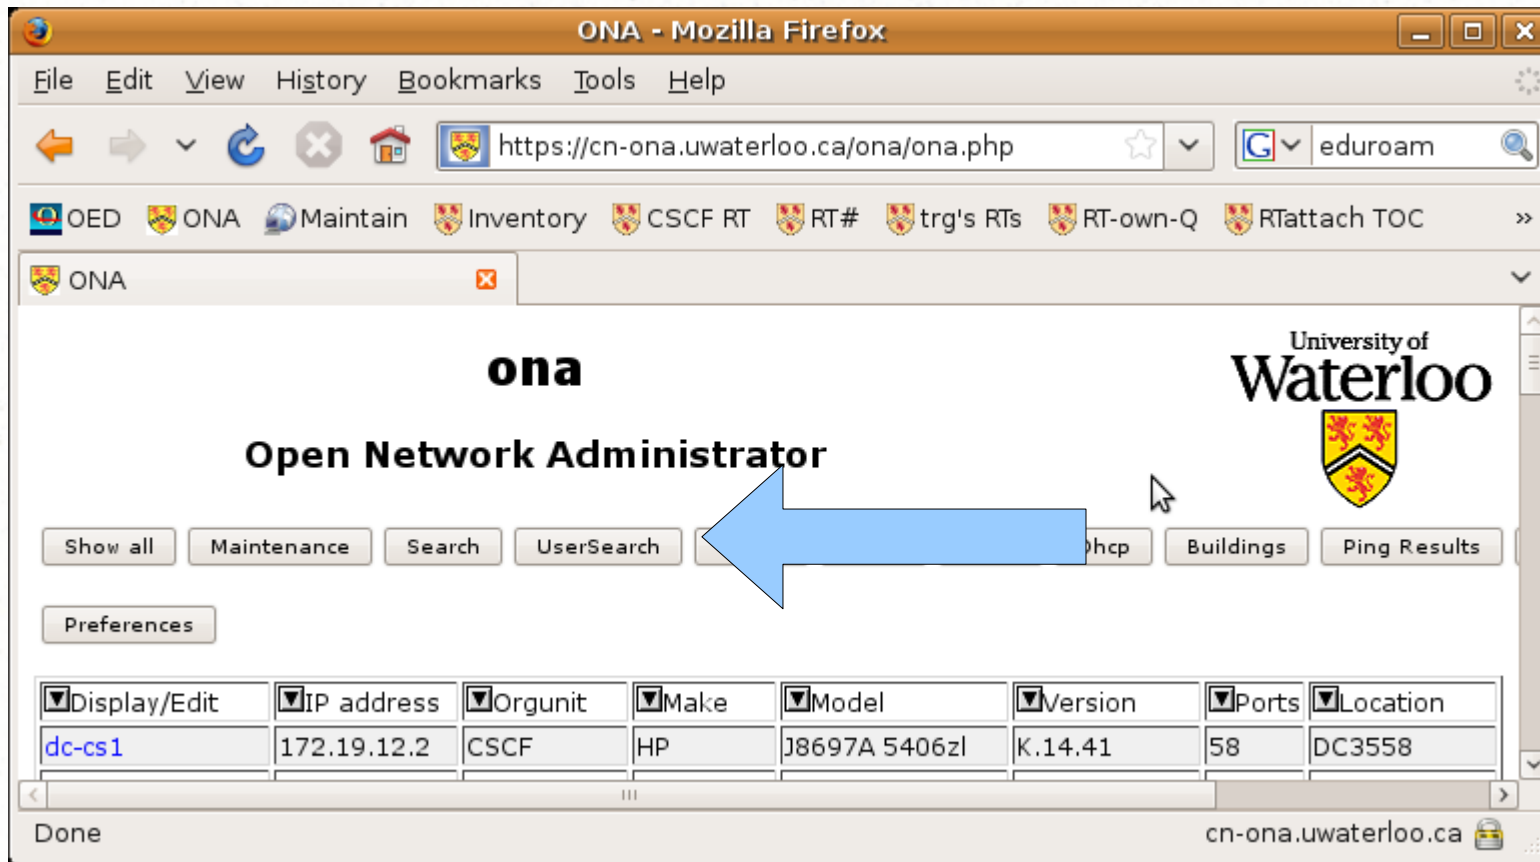 ONA - Mozilla Firefox
File Edit View History Bookmarks Tools Help
https://cn-ona.uwaterloo.ca/ona/ona.php eduroam
OED ONA Maintain Inventory CSCF RT RT# trg's RTs RT-own-Q RTattach TOC »
ONA
ona
University of
Waterloo
Open Network Administrator
Show all Maintenance Search UserSearch Buildings Ping Results
Preferences
Display/Edit IP address Orgunit Make Model Version Ports Location
dc-cs1 172.19.12.2 CSCF HP J8697A 5406zl K.14.41 58 DC3558
Done cn-ona.uwaterloo.ca